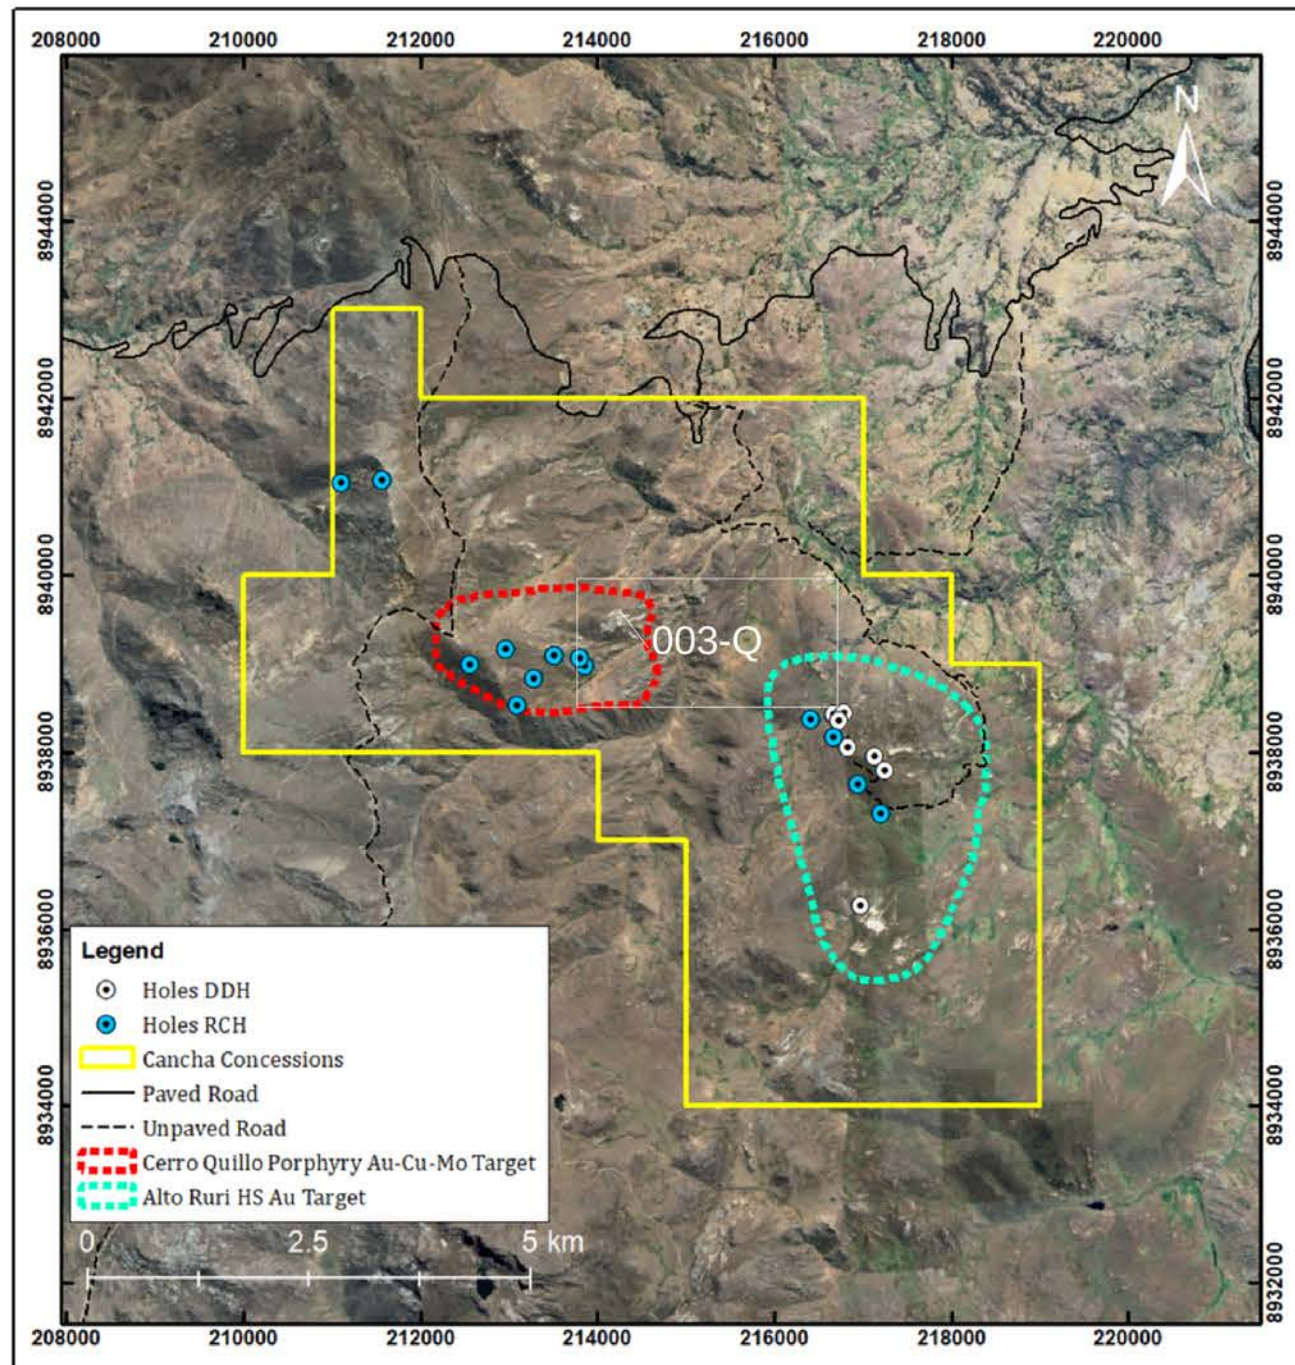 208000 210000 212000 214000 216000 218000 220000
N
8944000 8944000
8942000 8942000
8940000 8940000
003-Q
8938000 8938000
8936000 8936000
8934000 8934000
8932000
Legend
Holes DDH
Holes RCH
Cancha Concessions
Paved Road
Unpaved Road
Cerro Quillo Porphyry Au-Cu-Mo Target
Alto Ruri HS Au Target
0 2.5 5 km
208000 210000 212000 214000 216000 218000 220000